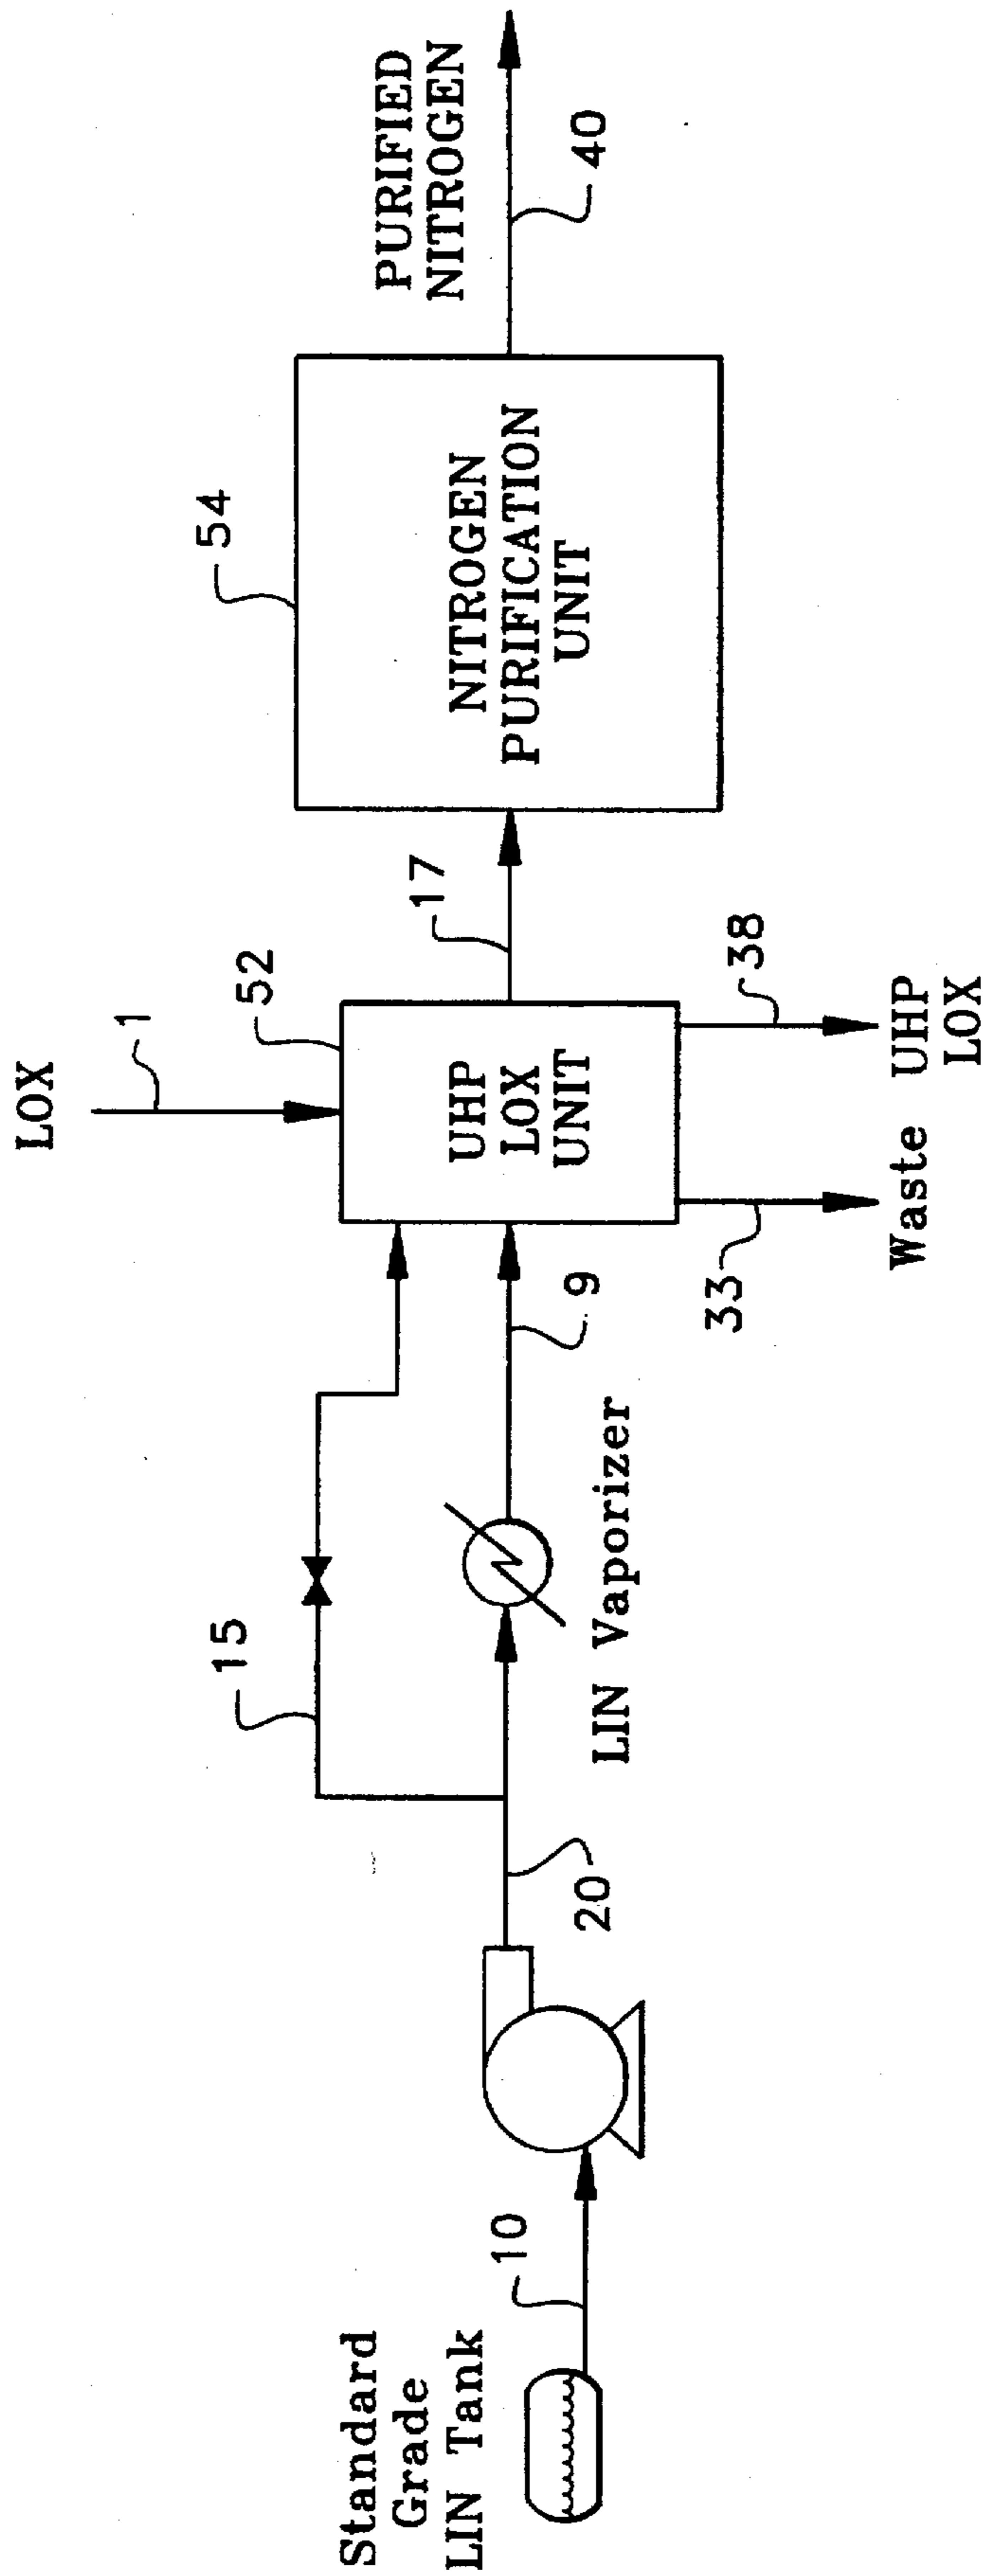 Standard
Grade
LIN Tank
10
20
15
LIN Vaporizer
9
LOX
1
52
UHP
LOX
UNIT
33
Waste
38
UHP
LOX
17
54
NITROGEN
PURIFICATION
UNIT
PURIFIED
NITROGEN
40